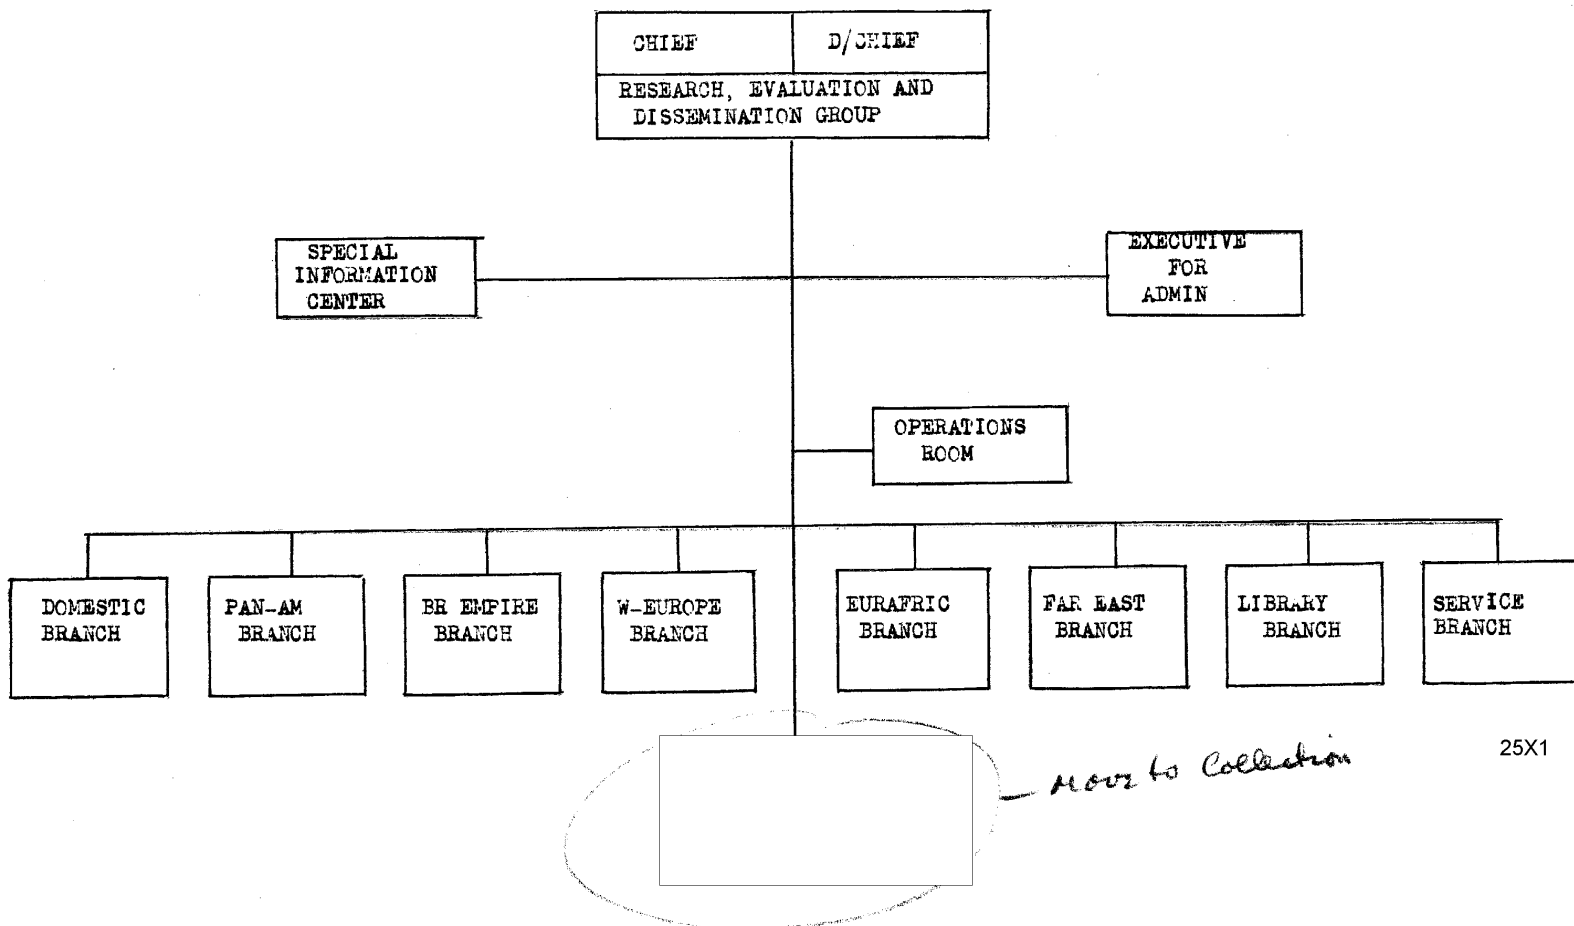 CHIEF
D/CHIEF
RESEARCH, EVALUATION AND
DISSEMINATION GROUP
SPECIAL
INFORMATION
CENTER
EXECUTIVE
FOR
ADMIN
OPERATIONS
ROOM
DOMESTIC
BRANCH
PAN-AM
BRANCH
BR EMPIRE
BRANCH
W-EUROPE
BRANCH
EURAFRIC
BRANCH
FAR EAST
BRANCH
LIBRARY
BRANCH
SERVICE
BRANCH
25X1
Move to Collection